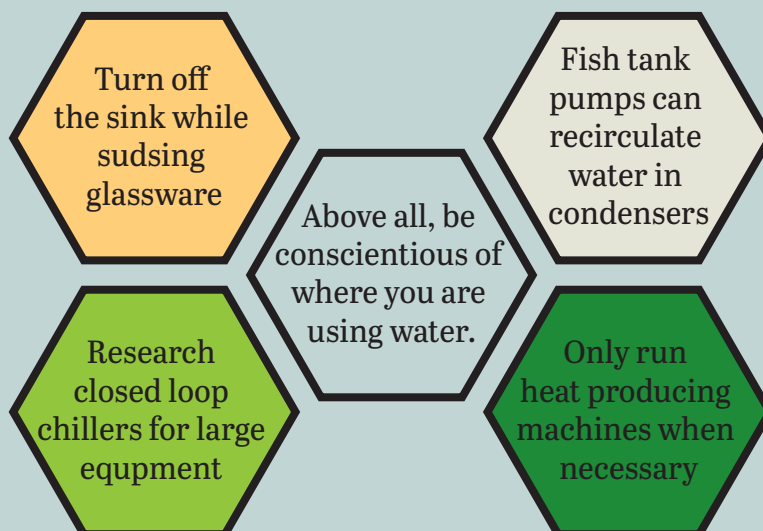 Turn off
the sink while
sudsing
glassware
Fish tank
pumps can
recirculate
water in
condensers
Above all, be
conscientious of
where you are
using water.
Research
closed loop
chillers for large
equpment
Only run
heat producing
machines when
necessary